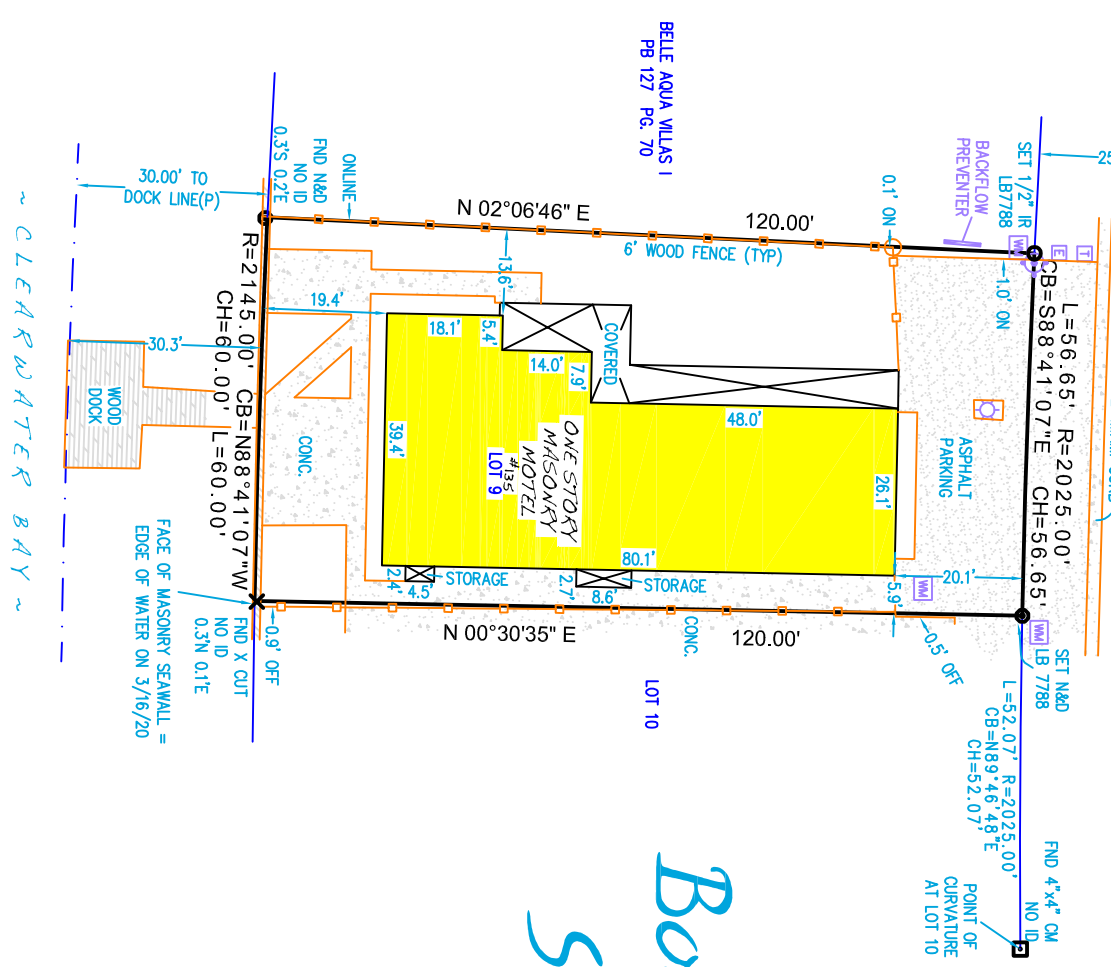 BELLE AQUA VILLAS I
PB 127 PG. 70
SET 1/2" IR
LB7788
BACKFLOW
PREVENTER
WM
E
T
0.1' ON
1.0' ON
L=56.65' R=2025.00'
CB=S88°41'07"E CH=56.65'
ONLINE
FND N&D
NO ID
0.3'S 0.2'E
30.00' TO
DOCK LINE(P)
N 02°06'46" E
120.00'
6' WOOD FENCE (TYP)
13.6'
19.4'
18.1'
5.4'
14.0'
7.9'
COVERED
48.0'
ASPHALT
PARKING
26.1'
39.4'
ONE STORY
MASONRY
MOTEL
#135
LOT 9
80.1'
20.1'
5.9'
WM
STORAGE
2.4'
4.5'
STORAGE
2.7'
8.6'
CONC.
R=2145.00' CB=N88°41'07"W
CH=60.00' L=60.00'
30.3'
WOOD
DOCK
~ CLEARWATER BAY ~
FACE OF MASONRY SEAWALL =
EDGE OF WATER ON 3/16/20
FND X CUT
NO ID
0.3'N 0.1'E
0.9' OFF
N 00°30'35" E
120.00'
CONC.
0.5' OFF
WM
SET N&D
LB 7788
LOT 10
L=52.07' R=2025.00'
CB=N89°46'48"E
CH=52.07'
FND 4"x4" CM
NO ID
POINT OF
CURVATURE
AT LOT 10